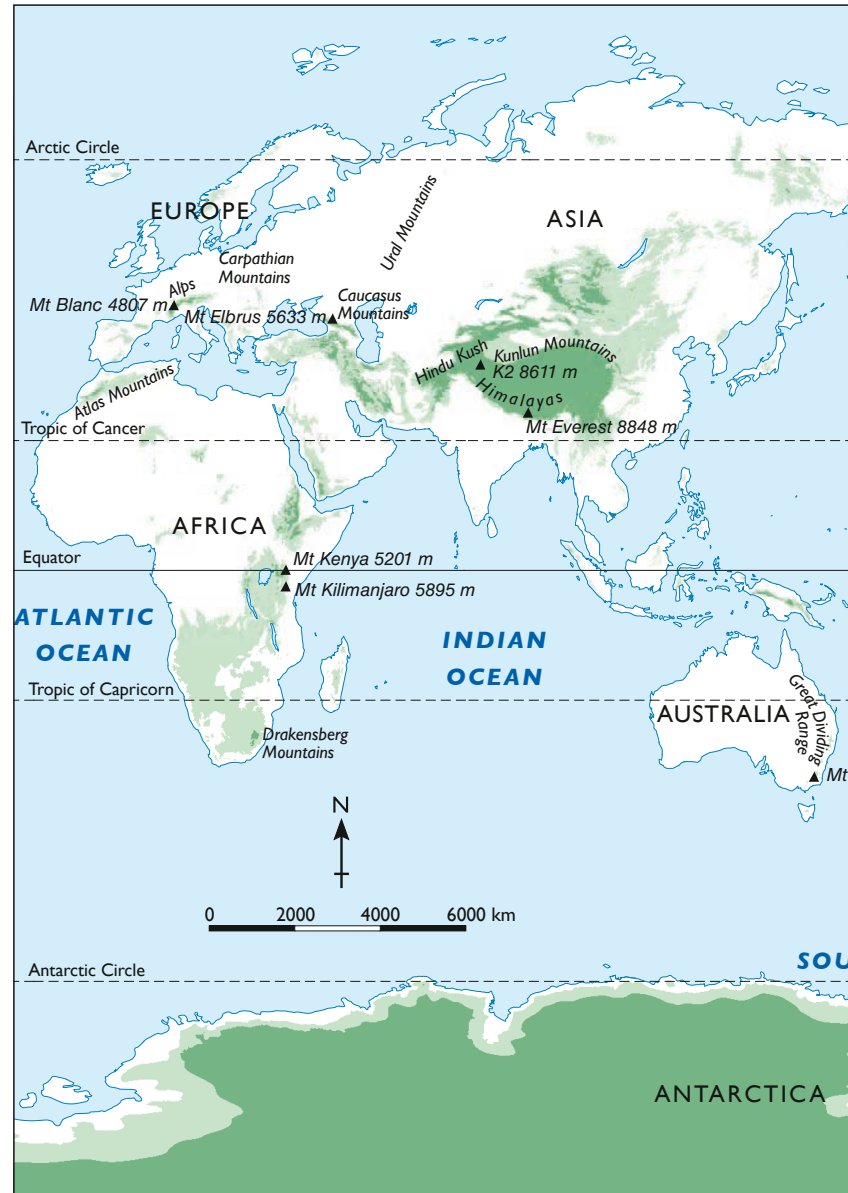 Arctic Circle
EUROPE
ASIA
Ural Mountains
Carpathian
Mountains
Alps
Mt Blanc 4807 m
Caucasus
Mountains
Mt Elbrus 5633 m
Hindu Kush
Kunlun Mountains
K2 8611 m
Himalayas
Atlas Mountains
Mt Everest 8848 m
Tropic of Cancer
AFRICA
Equator
Mt Kenya 5201 m
Mt Kilimanjaro 5895 m
ATLANTIC
OCEAN
INDIAN
OCEAN
Tropic of Capricorn
AUSTRALIA
Great Dividing
Range
Drakensberg
Mountains
Mt
N
0 2000 4000 6000 km
Antarctic Circle
SOU
ANTARCTICA